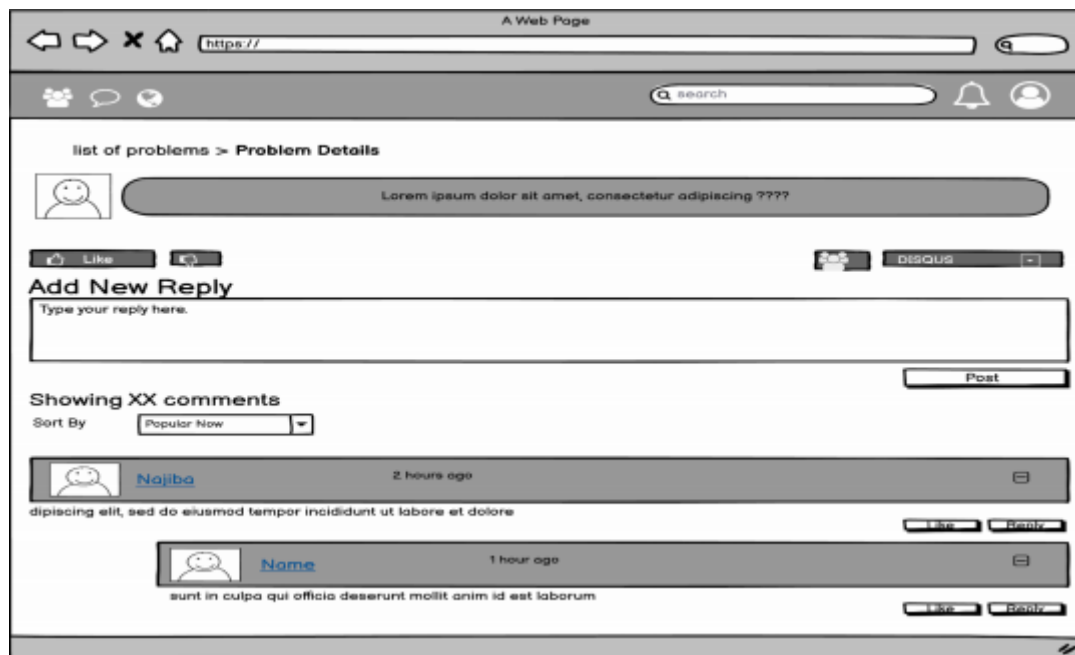 A Web Page
https://
search
list of problems > Problem Details
Lorem ipsum dolor sit amet, consectetur adipiscing ????
Like
DISQUS
Add New Reply
Type your reply here.
Post
Showing XX comments
Sort By Popular Now
Najiba 2 hours ago
dipiscing elit, sed do eiusmod tempor incididunt ut labore et dolore
Like Reply
Name 1 hour ago
sunt in culpa qui officia deserunt mollit anim id est laborum
Like Reply